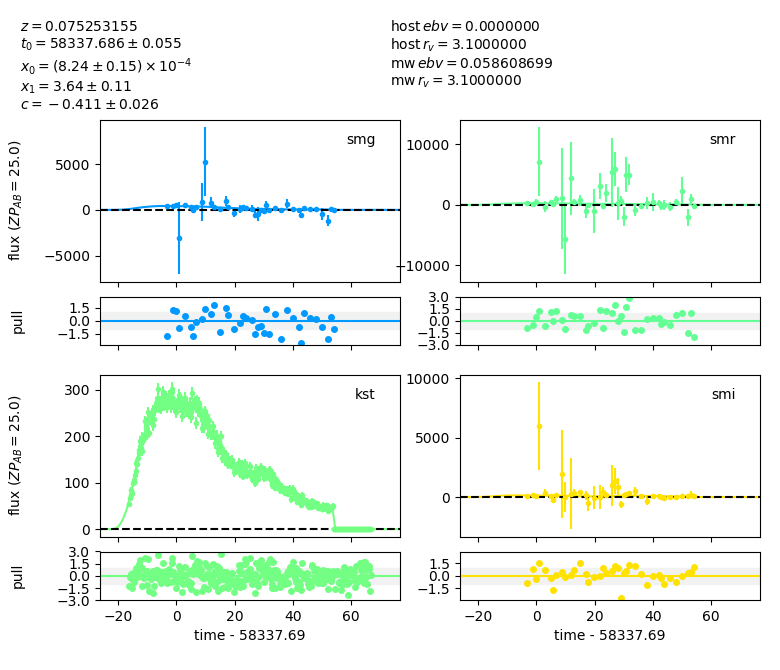 z = 0.075253155
t₀ = 58337.686 ± 0.055
x₀ = (8.24 ± 0.15) × 10⁻⁴
x₁ = 3.64 ± 0.11
c = −0.411 ± 0.026
host ebv = 0.0000000
host r_v = 3.1000000
mw ebv = 0.058608699
mw r_v = 3.1000000
smg
flux (ZP_AB = 25.0)
5000
0
−5000
smr
10000
0
−10000
pull
1.5
0.0
−1.5
3.0
1.5
0.0
−1.5
−3.0
kst
flux (ZP_AB = 25.0)
300
200
100
0
smi
10000
5000
0
pull
3.0
1.5
0.0
−1.5
−3.0
1.5
0.0
−1.5
−20 0 20 40 60
time - 58337.69
−20 0 20 40 60
time - 58337.69